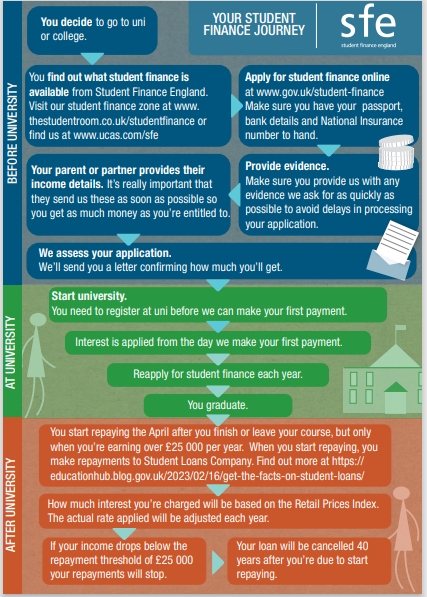 You decide to go to uni
or college.
YOUR STUDENT
FINANCE JOURNEY
sfe
student finance england
BEFORE UNIVERSITY
You find out what student finance is
available from Student Finance England.
Visit our student finance zone at www.
thestudentroom.co.uk/studentfinance or
find us at www.ucas.com/sfe
Apply for student finance online
at www.gov.uk/student-finance
Make sure you have your passport,
bank details and National Insurance
number to hand.
Provide evidence.
Make sure you provide us with any
evidence we ask for as quickly as
possible to avoid delays in processing
your application.
Your parent or partner provides their
income details. It's really important that
they send us these as soon as possible so
you get as much money as you're entitled to.
We assess your application.
We'll send you a letter confirming how much you'll get.
AT UNIVERSITY
Start university.
You need to register at uni before we can make your first payment.
Interest is applied from the day we make your first payment.
Reapply for student finance each year.
You graduate.
AFTER UNIVERSITY
You start repaying the April after you finish or leave your course, but only
when you're earning over £25 000 per year. When you start repaying, you
make repayments to Student Loans Company. Find out more at https://
educationhub.blog.gov.uk/2023/02/16/get-the-facts-on-student-loans/
How much interest you're charged will be based on the Retail Prices Index.
The actual rate applied will be adjusted each year.
If your income drops below the
repayment threshold of £25 000
your repayments will stop.
Your loan will be cancelled 40
years after you're due to start
repaying.